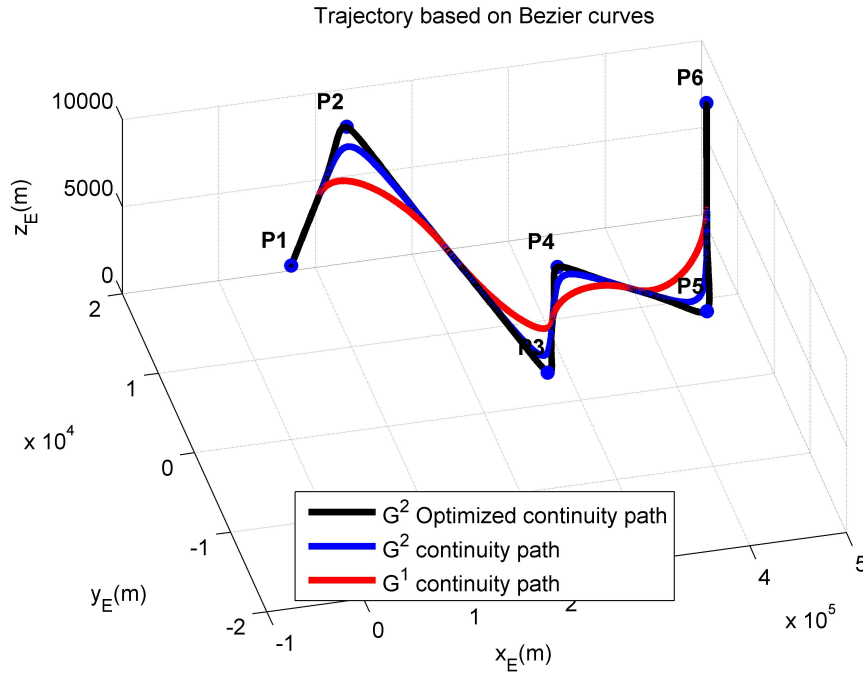 Trajectory based on Bezier curves
10000
5000
0
z_E(m)
P1
P2
P3
P4
P5
P6
2
1
0
-1
-2
x 10^4
y_E(m)
-1
0
1
2
4
5
x 10^5
x_E(m)
G^2 Optimized continuity path
G^2 continuity path
G^1 continuity path